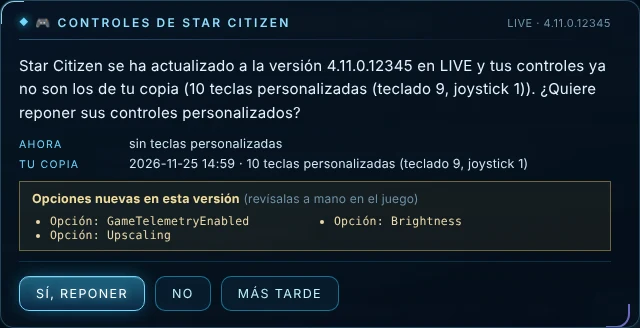 🎮 CONTROLES DE STAR CITIZEN
LIVE · 4.11.0.12345
Star Citizen se ha actualizado a la versión 4.11.0.12345 en LIVE y tus controles ya
no son los de tu copia (10 teclas personalizadas (teclado 9, joystick 1)). ¿Quiere
reponer sus controles personalizados?
AHORA sin teclas personalizadas
TU COPIA 2026-11-25 14:59 · 10 teclas personalizadas (teclado 9, joystick 1)
Opciones nuevas en esta versión (revísalas a mano en el juego)
• Opción: GameTelemetryEnabled
• Opción: Upscaling
• Opción: Brightness
SÍ, REPONER
NO
MÁS TARDE